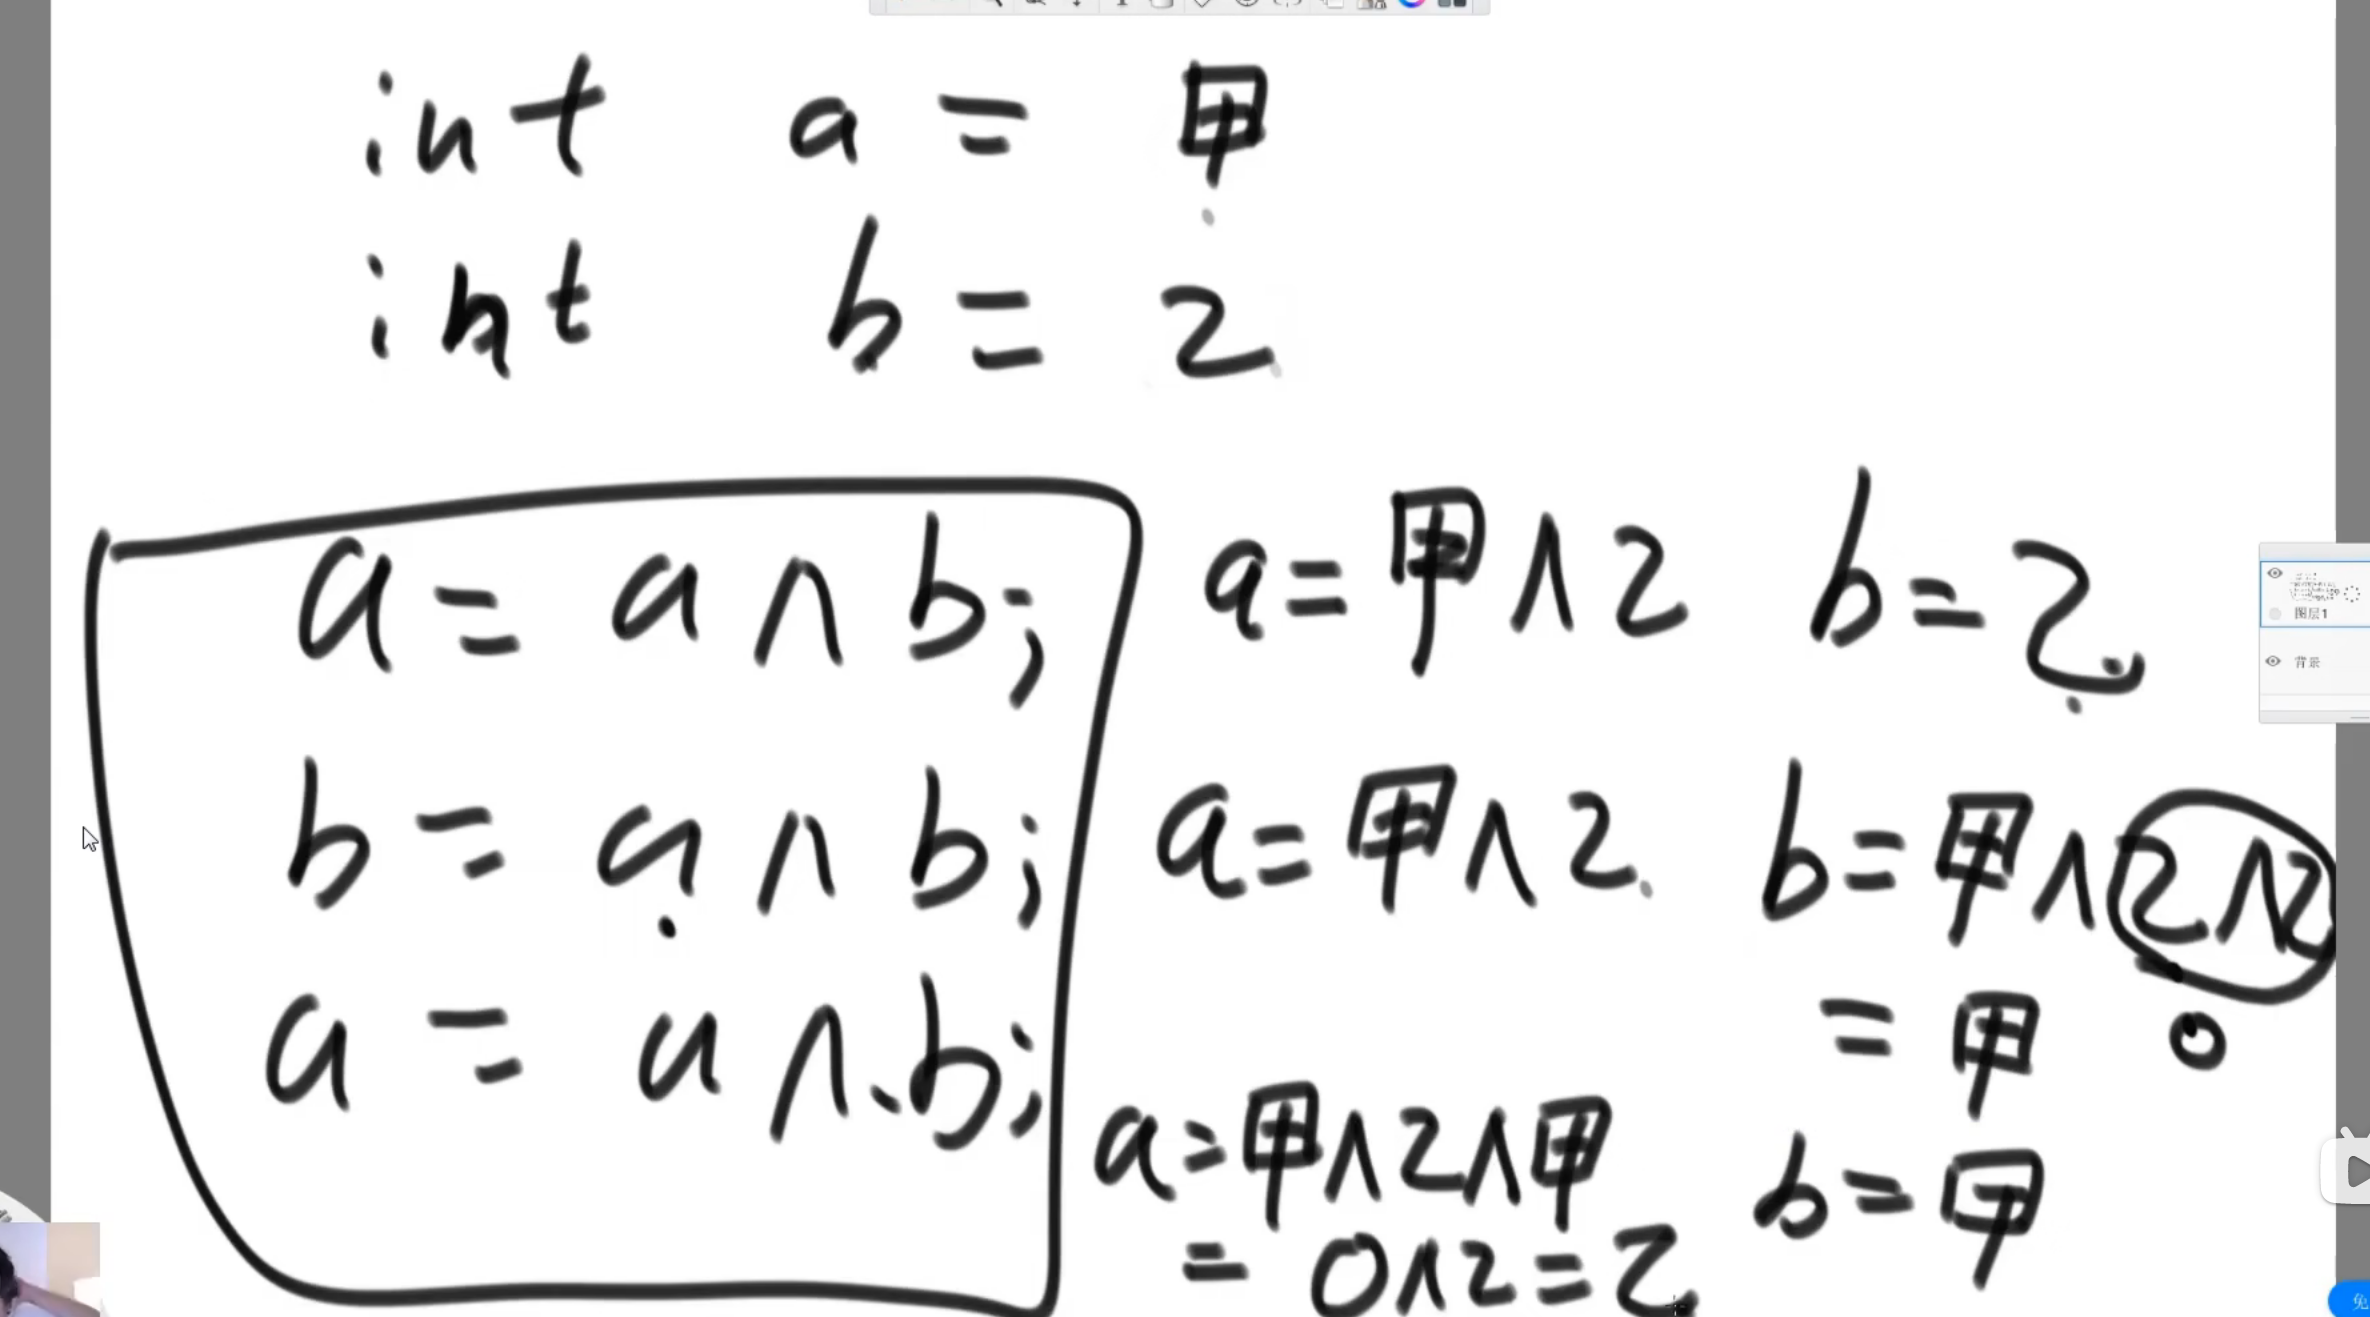 int a = 甲
int b = 乙
a = a ^ b; a = 甲 ^ 乙 b = 乙
b = a ^ b; a = 甲 ^ 乙 b = 甲 ^ 乙 ^ 乙
= 甲 0
a = a ^ b; a = 甲 ^ 乙 ^ 甲 b = 甲
= 0 ^ 乙 = 乙
图层1
背景
免